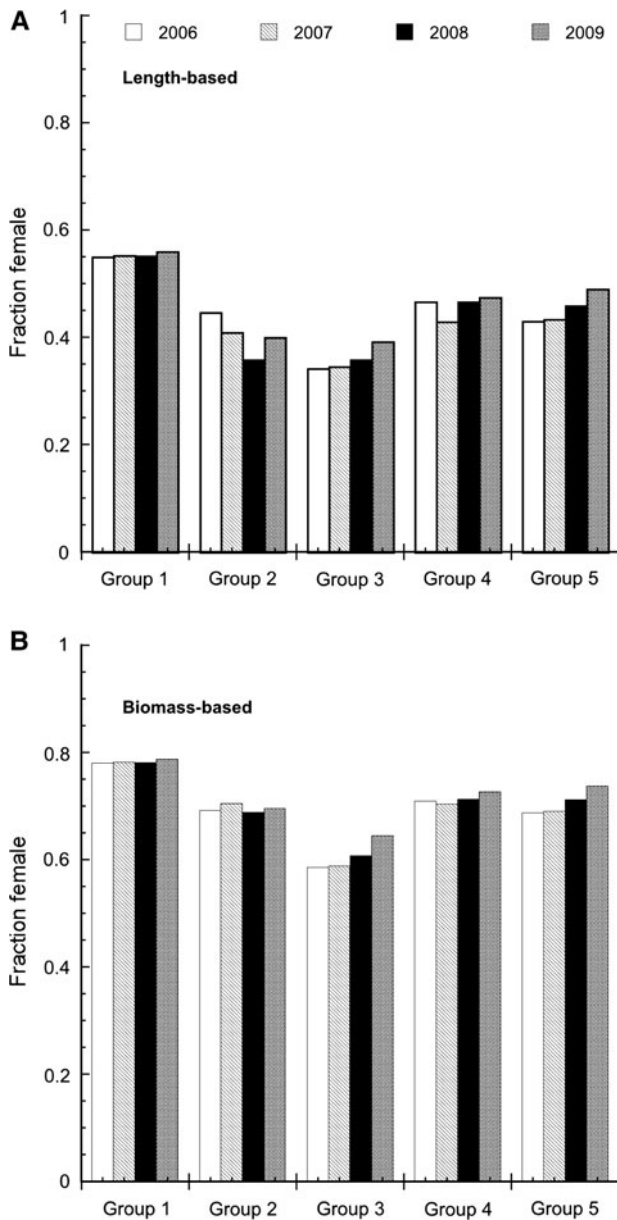 A
1
2006
2007
2008
2009
Length-based
0.8
0.6
Fraction female
0.4
0.2
0
Group 1
Group 2
Group 3
Group 4
Group 5
B
1
Biomass-based
0.8
0.6
Fraction female
0.4
0.2
0
Group 1
Group 2
Group 3
Group 4
Group 5